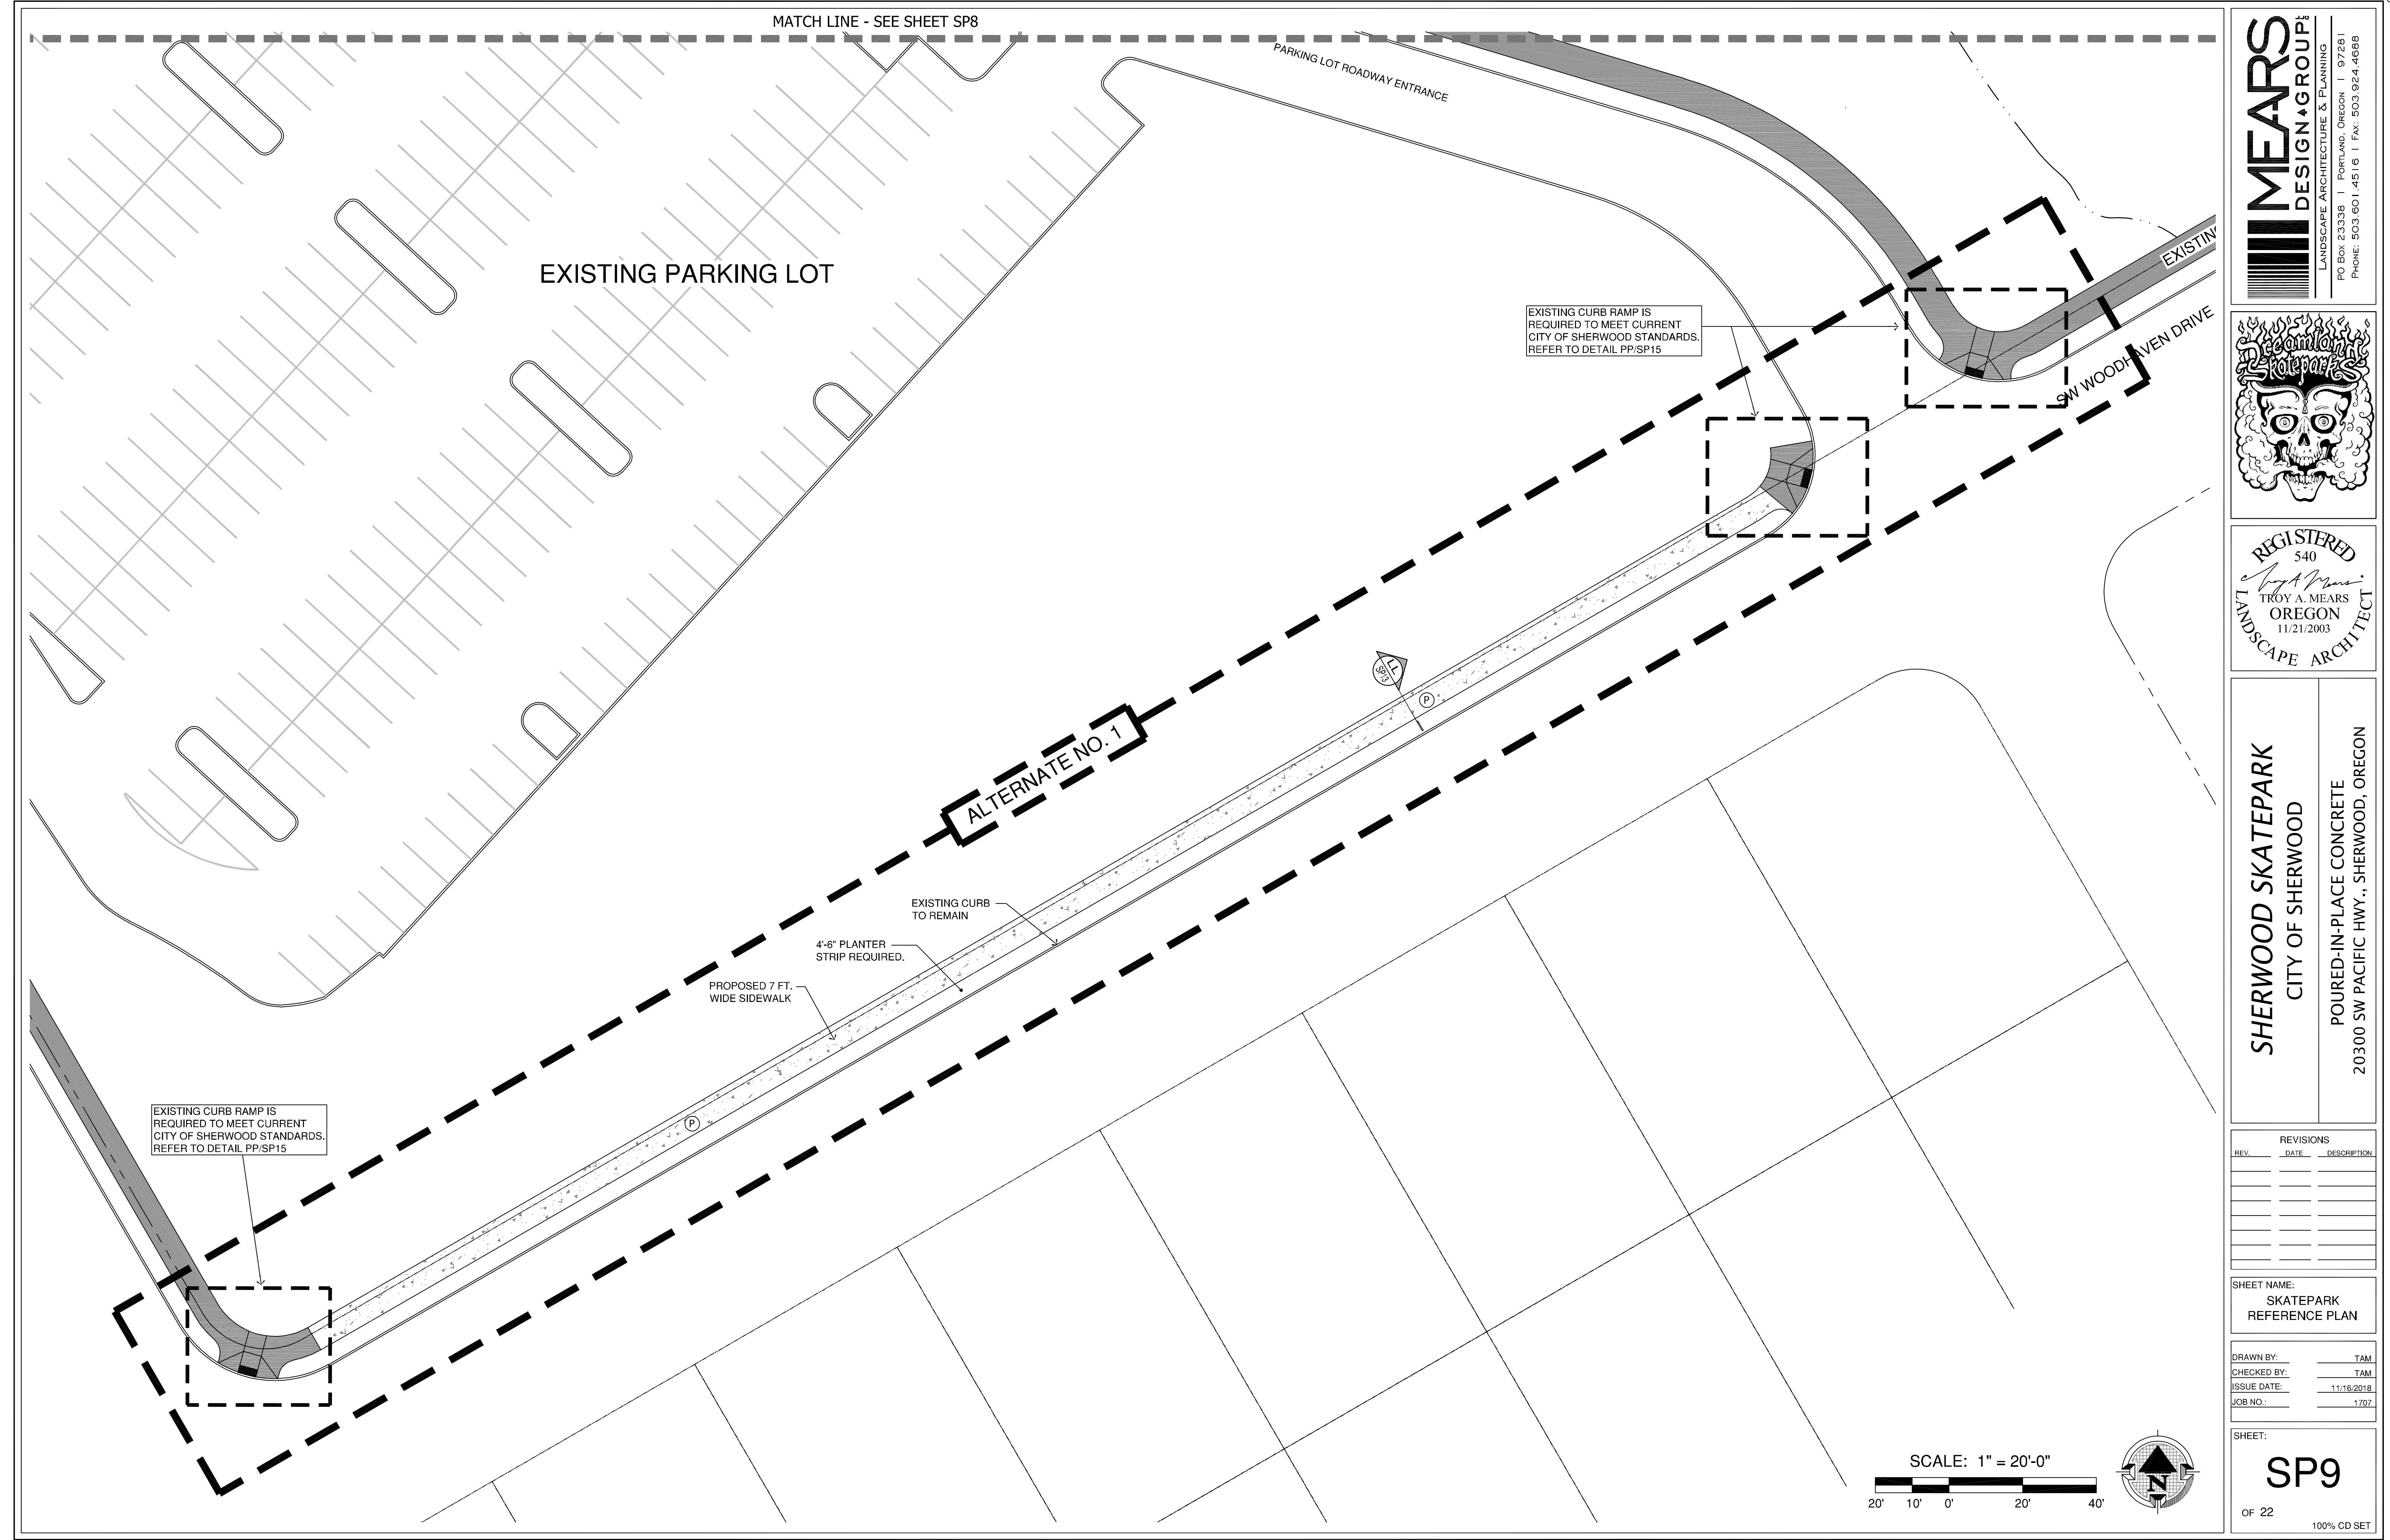 MATCH LINE - SEE SHEET SP8
PARKING LOT ROADWAY ENTRANCE
EXISTING PARKING LOT
EXISTING
SW WOODHAVEN DRIVE
EXISTING CURB RAMP IS
REQUIRED TO MEET CURRENT
CITY OF SHERWOOD STANDARDS.
REFER TO DETAIL PP/SP15
LL
SP13
P
ALTERNATE NO. 1
EXISTING CURB
TO REMAIN
4'-6" PLANTER
STRIP REQUIRED.
PROPOSED 7 FT.
WIDE SIDEWALK
P
EXISTING CURB RAMP IS
REQUIRED TO MEET CURRENT
CITY OF SHERWOOD STANDARDS.
REFER TO DETAIL PP/SP15
SCALE: 1" = 20'-0"
20' 10' 0' 20' 40'
N
MEARS
DESIGN GROUP
LANDSCAPE ARCHITECTURE & PLANNING
PO BOX 23338 | PORTLAND, OREGON | 97281
PHONE: 503.601.4516 | FAX: 503.924.4688
Dreamland
Skateparks
REGISTERED
540
Troy A Mears
TROY A. MEARS
OREGON
11/21/2003
LANDSCAPE ARCHITECT
SHERWOOD SKATEPARK
CITY OF SHERWOOD
POURED-IN-PLACE CONCRETE
20300 SW PACIFIC HWY., SHERWOOD, OREGON
REVISIONS
REV. DATE DESCRIPTION
SHEET NAME:
SKATEPARK
REFERENCE PLAN
DRAWN BY: TAM
CHECKED BY: TAM
ISSUE DATE: 11/16/2018
JOB NO.: 1707
SHEET:
SP9
OF 22
100% CD SET